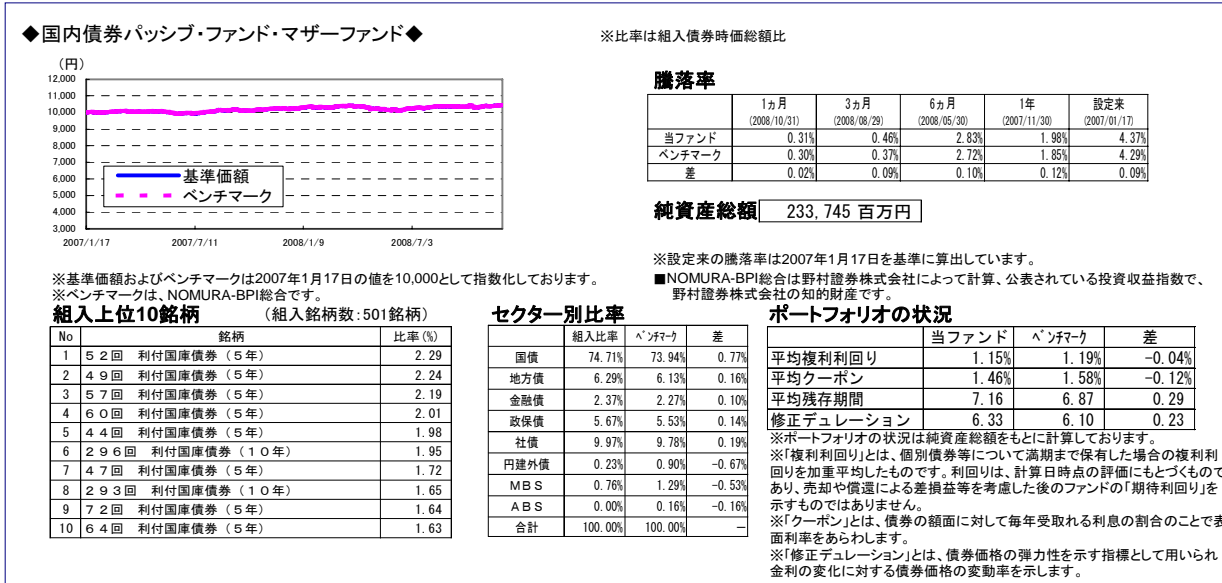 ◆国内債券パッシブ・ファンド・マザーファンド◆
※比率は組入債券時価総額比
（円）
12,000
11,000
10,000
9,000
8,000
7,000
6,000
5,000
4,000
3,000
基準価額
ベンチマーク
2007/1/17 2007/7/11 2008/1/9 2008/7/3
騰落率
1ヵ月 3ヵ月 6ヵ月 1年 設定来
(2008/10/31) (2008/08/29) (2008/05/30) (2007/11/30) (2007/01/17)
当ファンド 0.31% 0.46% 2.83% 1.98% 4.37%
ベンチマーク 0.30% 0.37% 2.72% 1.85% 4.29%
差 0.02% 0.09% 0.10% 0.12% 0.09%
純資産総額 233,745 百万円
※設定来の騰落率は2007年1月17日を基準に算出しています。
※基準価額およびベンチマークは2007年1月17日の値を10,000として指数化しております。
※ベンチマークは、NOMURA-BPI総合です。
■NOMURA-BPI総合は野村證券株式会社によって計算、公表されている投資収益指数で、
野村證券株式会社の知的財産です。
組入上位10銘柄 （組入銘柄数：501銘柄）
No 銘柄 比率(%)
1 ５２回 利付国庫債券（５年） 2.29
2 ４９回 利付国庫債券（５年） 2.24
3 ５７回 利付国庫債券（５年） 2.19
4 ６０回 利付国庫債券（５年） 2.01
5 ４４回 利付国庫債券（５年） 1.98
6 ２９６回 利付国庫債券（１０年） 1.95
7 ４７回 利付国庫債券（５年） 1.72
8 ２９３回 利付国庫債券（１０年） 1.65
9 ７２回 利付国庫債券（５年） 1.64
10 ６４回 利付国庫債券（５年） 1.63
セクター別比率
組入比率 ﾍﾞﾝﾁﾏｰｸ 差
国債 74.71% 73.94% 0.77%
地方債 6.29% 6.13% 0.16%
金融債 2.37% 2.27% 0.10%
政保債 5.67% 5.53% 0.14%
社債 9.97% 9.78% 0.19%
円建外債 0.23% 0.90% -0.67%
ＭＢＳ 0.76% 1.29% -0.53%
ＡＢＳ 0.00% 0.16% -0.16%
合計 100.00% 100.00% －
ポートフォリオの状況
当ファンド ﾍﾞﾝﾁﾏｰｸ 差
平均複利利回り 1.15% 1.19% -0.04%
平均クーポン 1.46% 1.58% -0.12%
平均残存期間 7.16 6.87 0.29
修正デュレーション 6.33 6.10 0.23
※ポートフォリオの状況は純資産総額をもとに計算しております。
※「複利利回り」とは、個別債券等について満期まで保有した場合の複利利
回りを加重平均したものです。利回りは、計算日時点の評価にもとづくもので
あり、売却や償還による差損益等を考慮した後のファンドの「期待利回り」を
示すものではありません。
※「クーポン」とは、債券の額面に対して毎年受取れる利息の割合のことで表
面利率をあらわします。
※「修正デュレーション」とは、債券価格の弾力性を示す指標として用いられ
金利の変化に対する債券価格の変動率を示します。